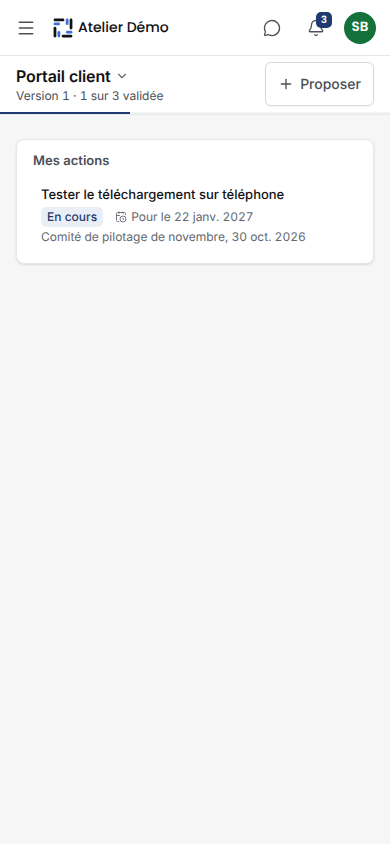 Atelier Démo
3
SB
Portail client
Version 1 · 1 sur 3 validée
Proposer
Mes actions
Tester le téléchargement sur téléphone
En cours
Pour le 22 janv. 2027
Comité de pilotage de novembre, 30 oct. 2026